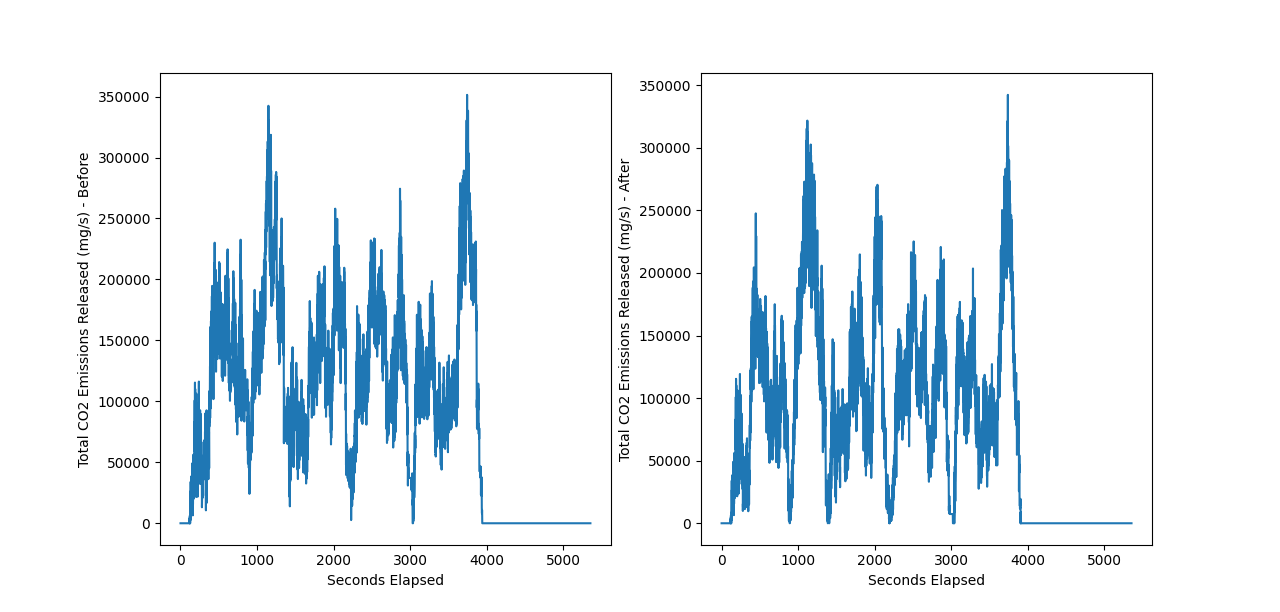 Total CO2 Emissions Released (mg/s) - Before
350000
300000
250000
200000
150000
100000
50000
0
0 1000 2000 3000 4000 5000
Seconds Elapsed
Total CO2 Emissions Released (mg/s) - After
350000
300000
250000
200000
150000
100000
50000
0
0 1000 2000 3000 4000 5000
Seconds Elapsed